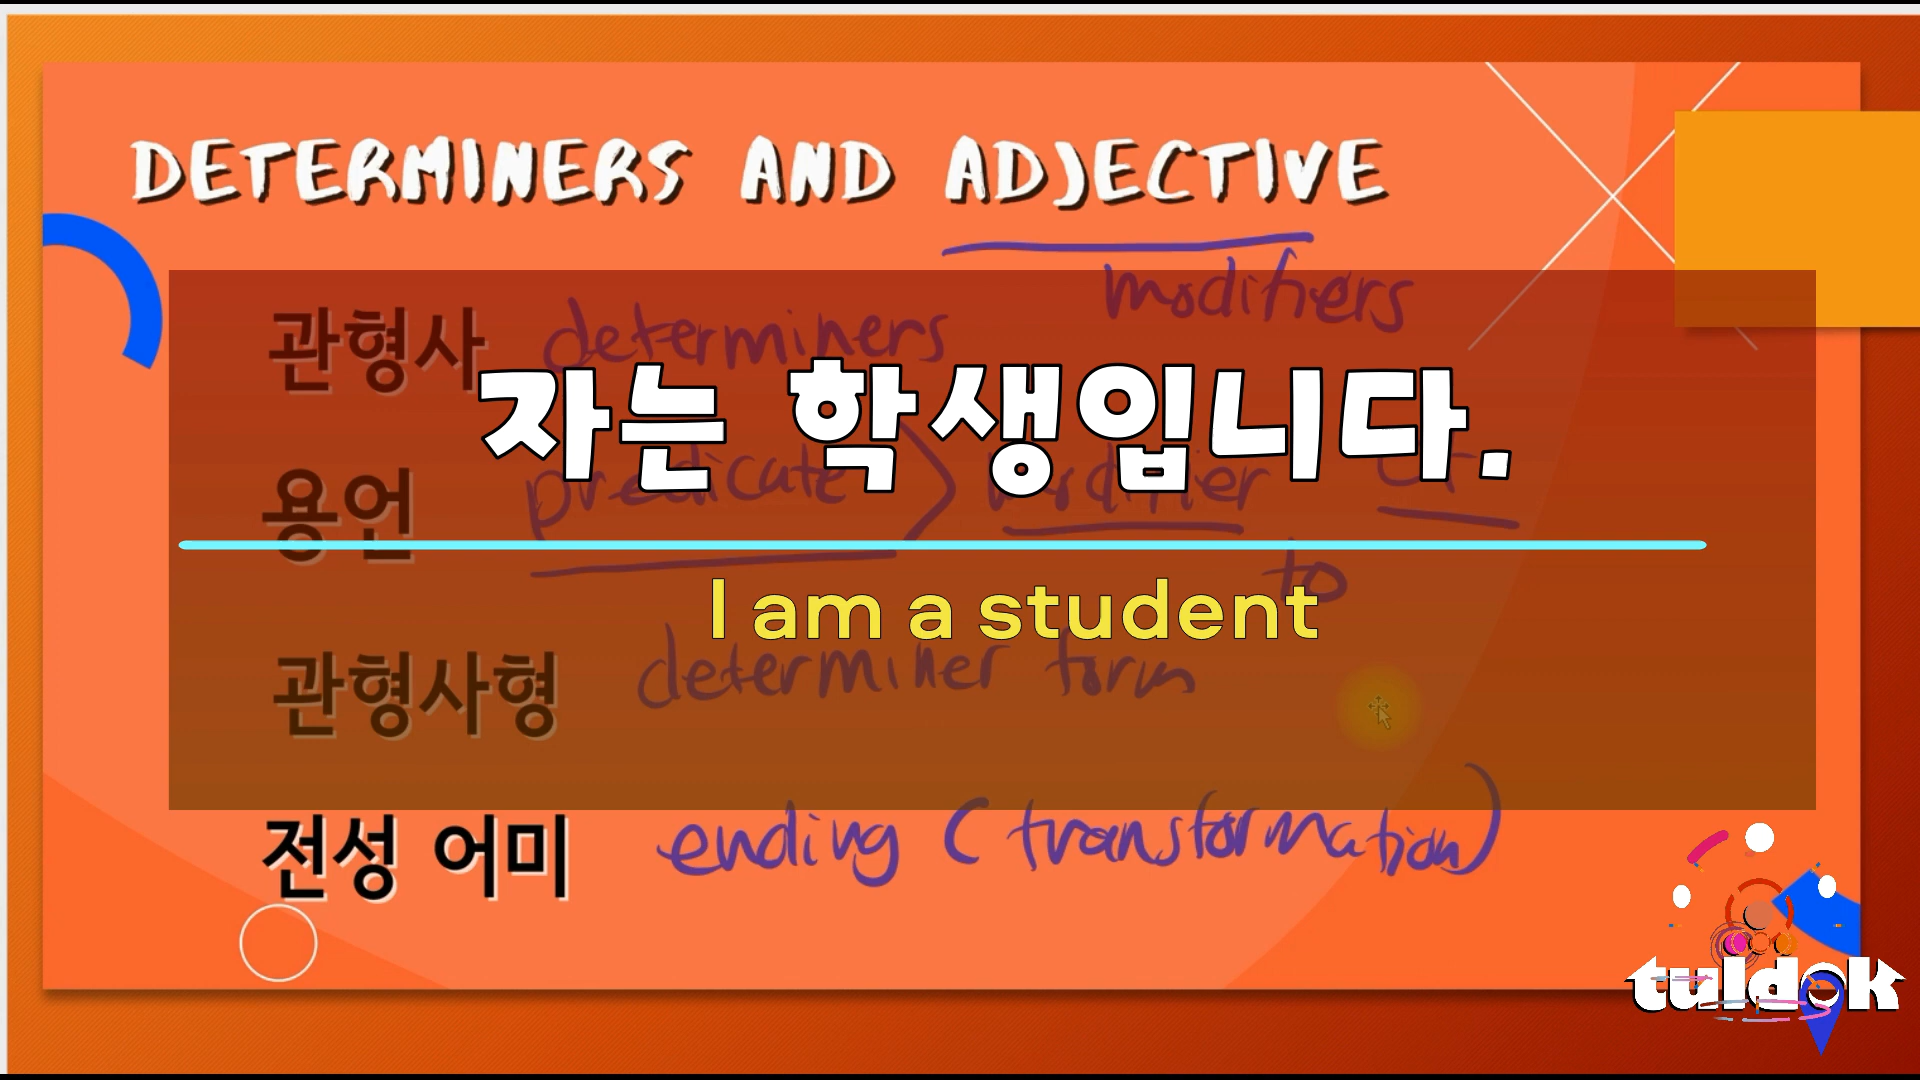 DETERMINERS AND ADJECTIVE
modifiers
관형사 determiners
자는 학생입니다.
용언 predicate
to
I am a student
관형사형 determiner form
전성 어미 ending (transformation)
tuldok